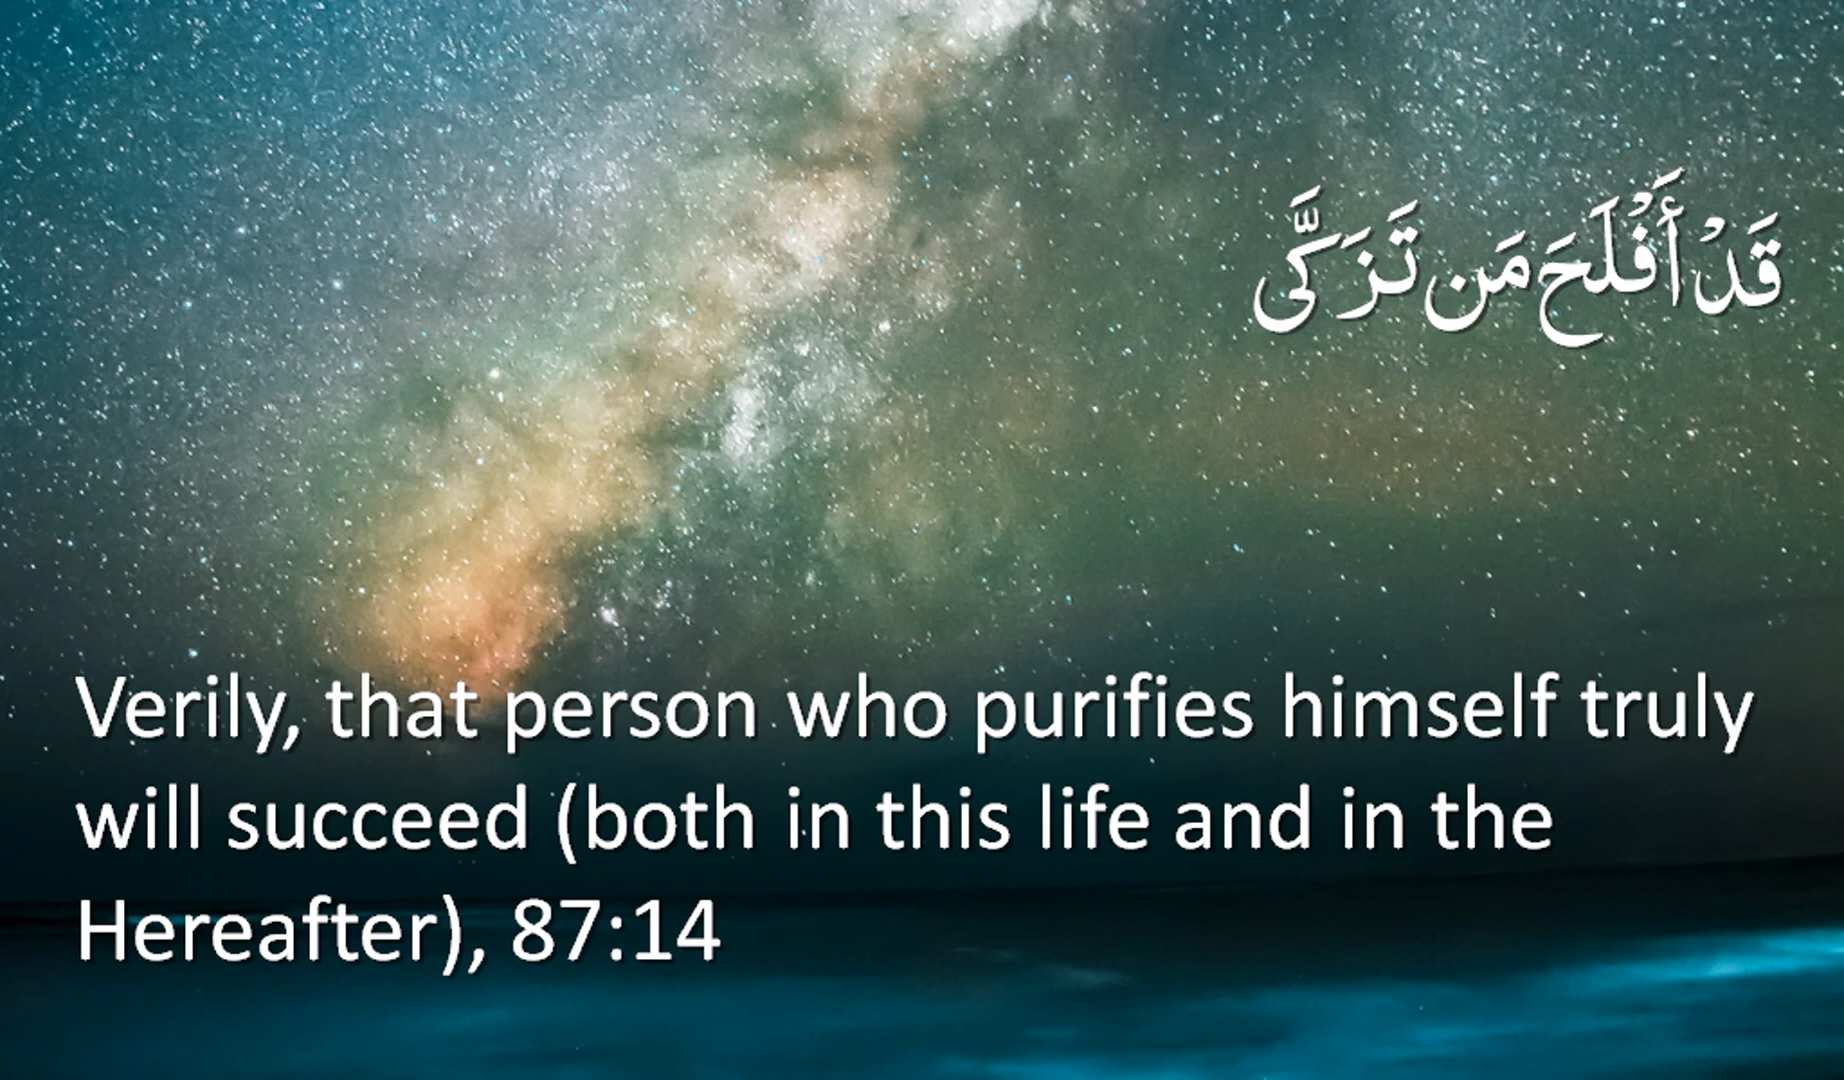 قَدْ أَفْلَحَ مَن تَزَكَّى
Verily, that person who purifies himself truly
will succeed (both in this life and in the
Hereafter), 87:14